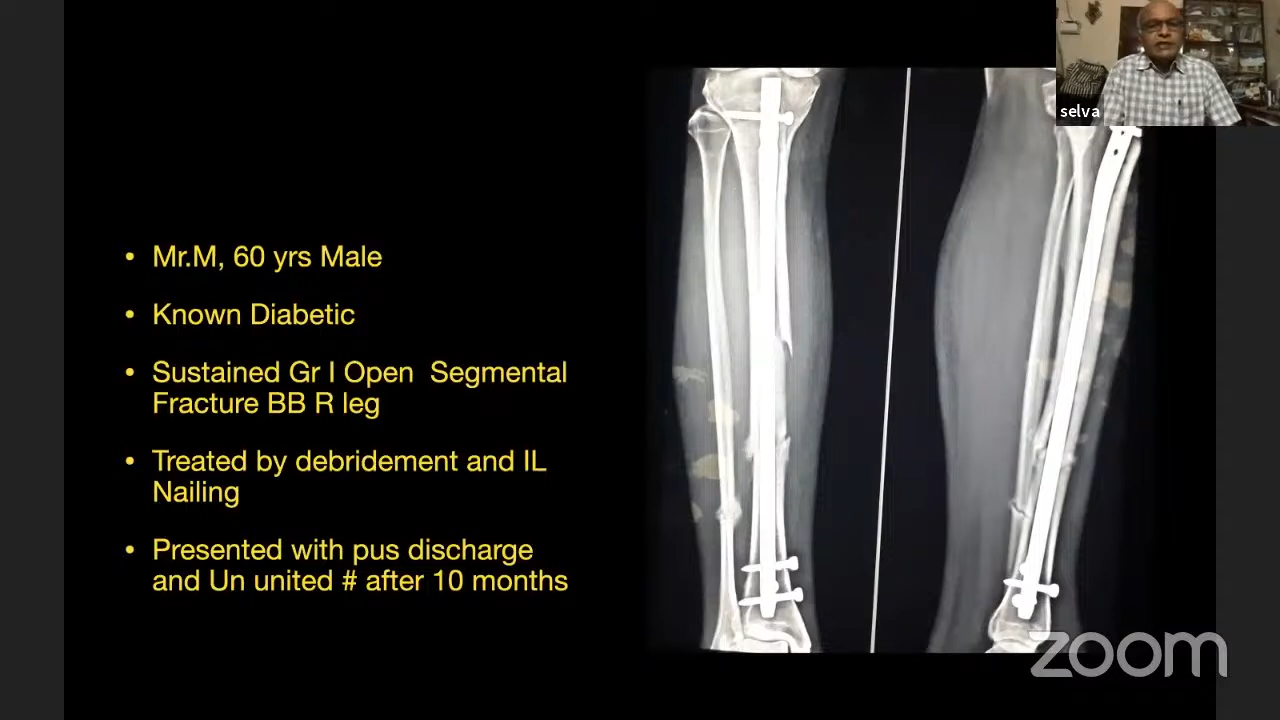 selva
• Mr.M, 60 yrs Male
• Known Diabetic
• Sustained Gr I Open Segmental
Fracture BB R leg
• Treated by debridement and IL
Nailing
• Presented with pus discharge
and Un united # after 10 months
zoom